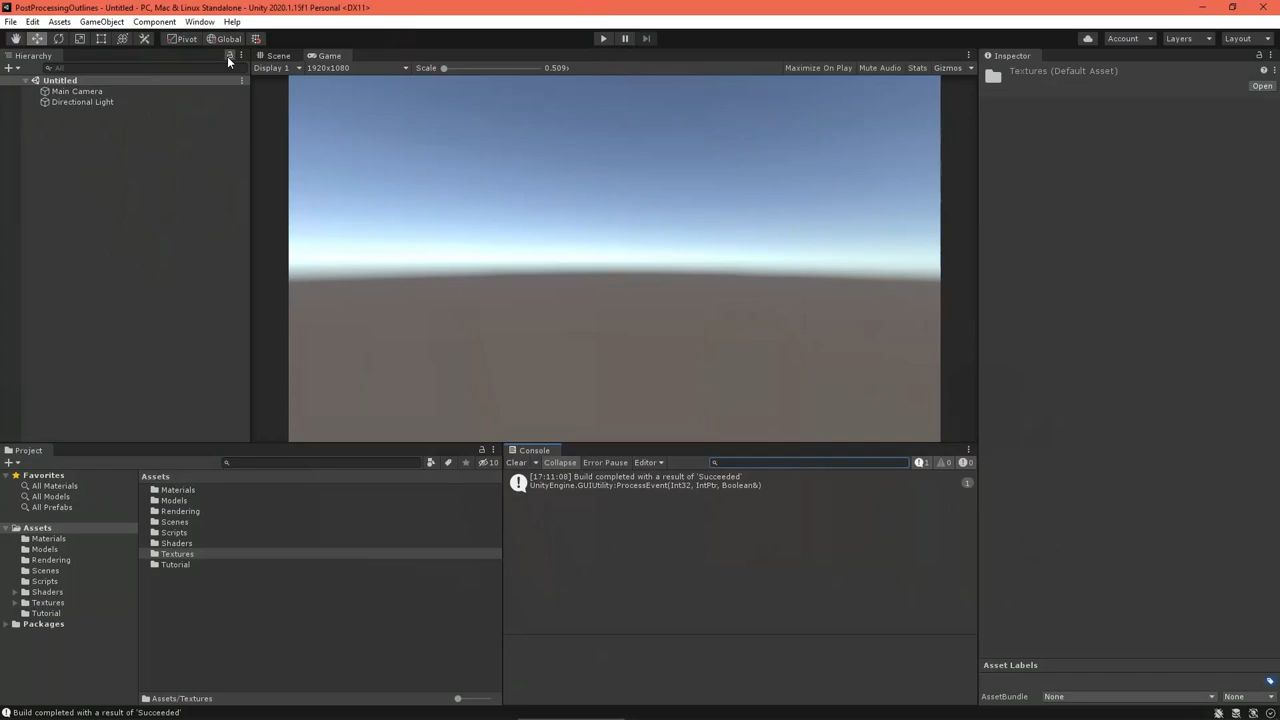 PostProcessingOutlines - Untitled - PC, Mac & Linux Standalone - Unity 2020.1.15f1 Personal <DX11>
File Edit Assets GameObject Component Window Help
Pivot Global Account Layers Layout
Hierarchy
All
Untitled
Main Camera
Directional Light
Scene Game
Display 1 1920x1080 Scale 0.509x Maximize On Play Mute Audio Stats Gizmos
Inspector
Textures (Default Asset)
Open
Project
10
Favorites
All Materials
All Models
All Prefabs
Assets
Materials
Models
Rendering
Scenes
Scripts
Shaders
Textures
Tutorial
Packages
Assets
Materials
Models
Rendering
Scenes
Scripts
Shaders
Textures
Tutorial
Assets/Textures
Console
Clear Collapse Error Pause Editor 1 0 0
[17:11:08] Build completed with a result of 'Succeeded'
UnityEngine.GUIUtility:ProcessEvent(Int32, IntPtr, Boolean&)
1
Asset Labels
AssetBundle None None
Build completed with a result of 'Succeeded'